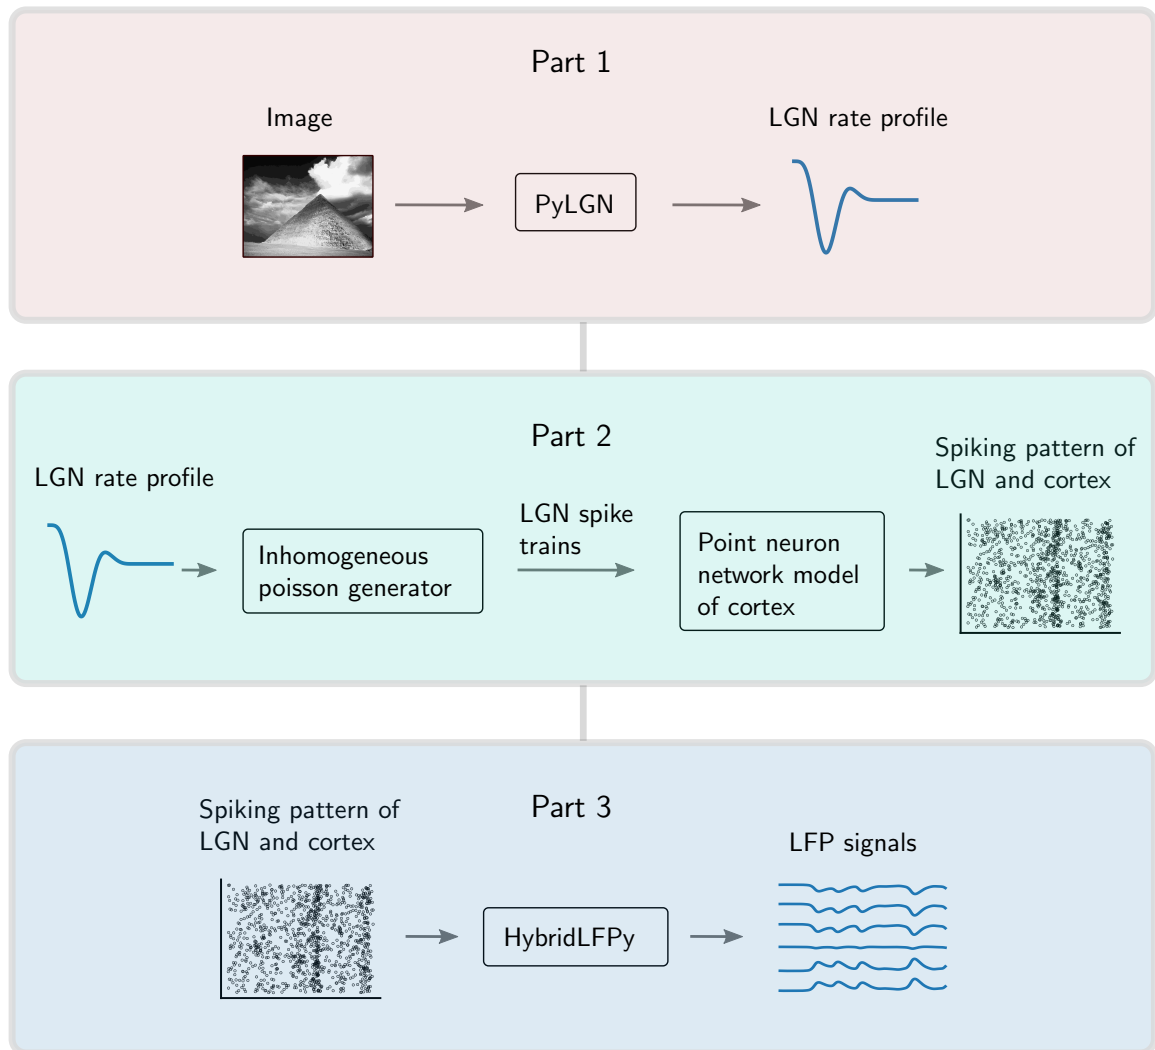 Part 1
Image
LGN rate profile
PyLGN
Part 2
LGN rate profile
Inhomogeneous
poisson generator
LGN spike
trains
Point neuron
network model
of cortex
Spiking pattern of
LGN and cortex
Part 3
Spiking pattern of
LGN and cortex
HybridLFPy
LFP signals